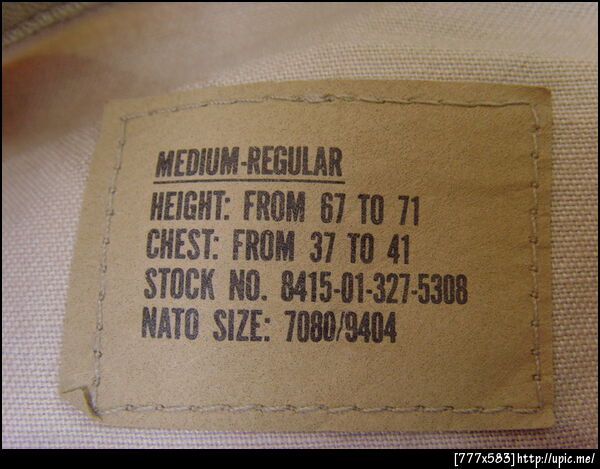 MEDIUM-REGULAR
HEIGHT: FROM 67 TO 71
CHEST: FROM 37 TO 41
STOCK NO. 8415-01-327-5308
NATO SIZE: 7080/9404
[777x583]http://upic.me/